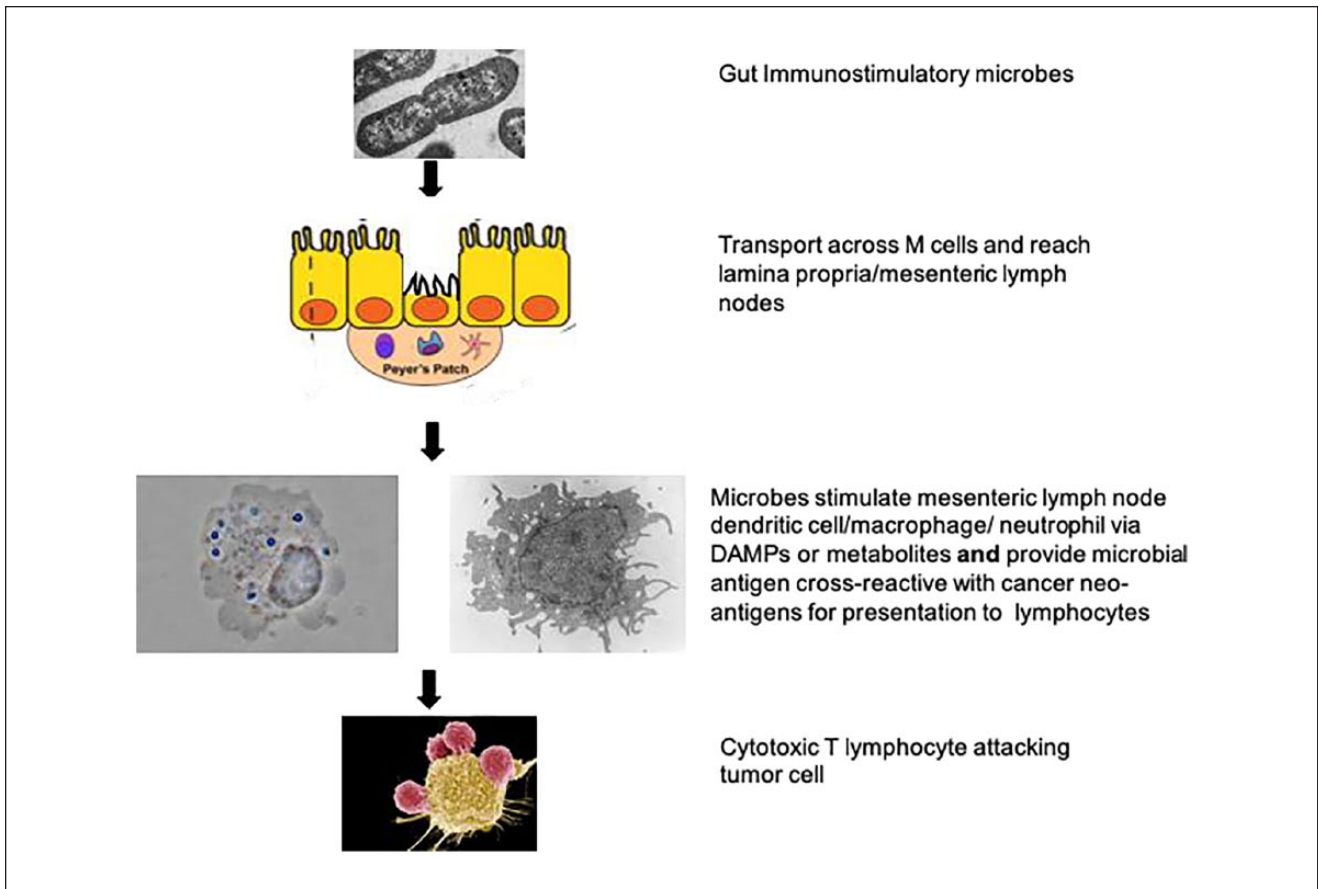 Gut Immunostimulatory microbes
Transport across M cells and reach
lamina propria/mesenteric lymph
nodes
Peyer's Patch
Microbes stimulate mesenteric lymph node
dendritic cell/macrophage/ neutrophil via
DAMPs or metabolites and provide microbial
antigen cross-reactive with cancer neo-
antigens for presentation to lymphocytes
Cytotoxic T lymphocyte attacking
tumor cell